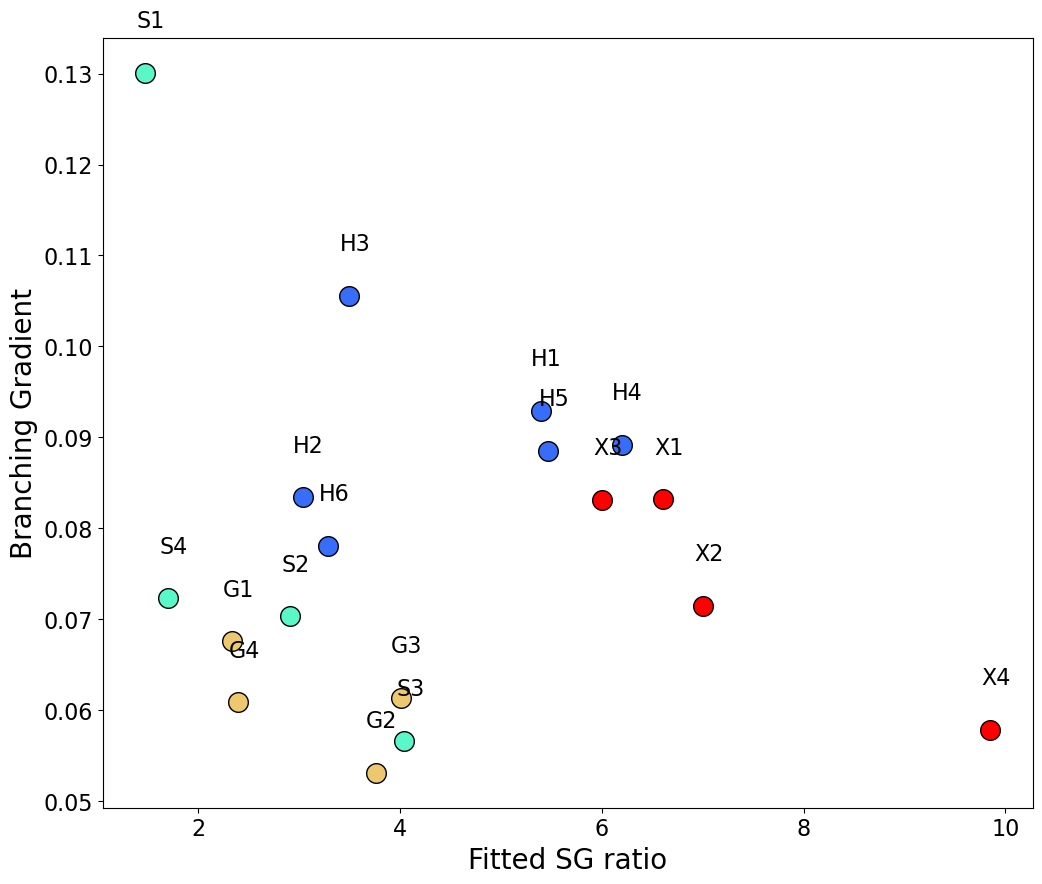 S1
0.13
0.12
H3
0.11
0.10
H1
H5
H4
0.09
H2
X3
X1
H6
0.08
S4
S2
X2
G1
0.07
G4
G3
S3
X4
0.06
G2
0.05
2
4
6
8
10
Branching Gradient
Fitted SG ratio